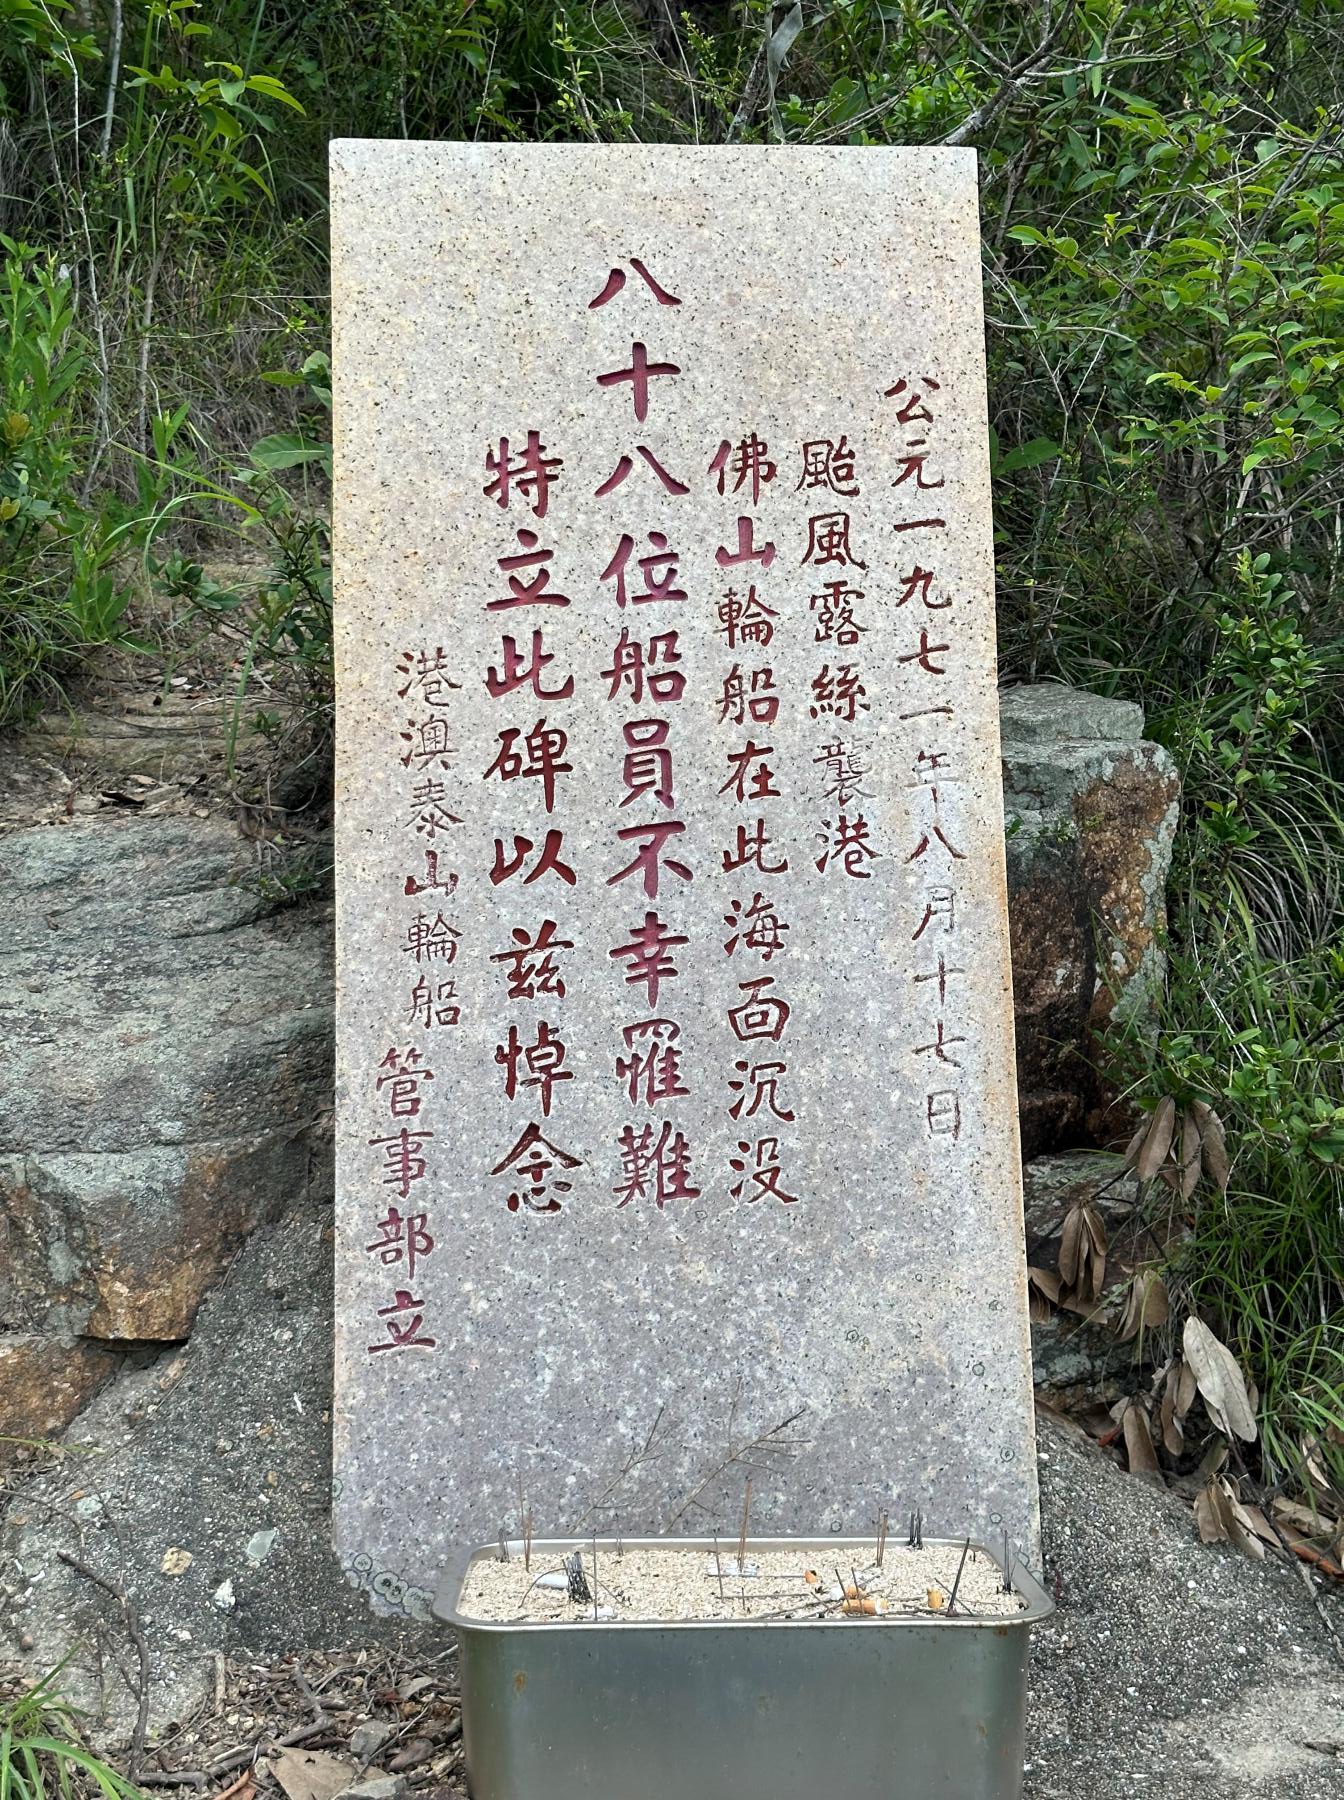 公元一九七一年八月十七日
颱風露絲襲港
佛山輪船在此海面沉没
八十八位船員不幸罹難
特立此碑以兹悼念
港澳泰山輪船管事部立